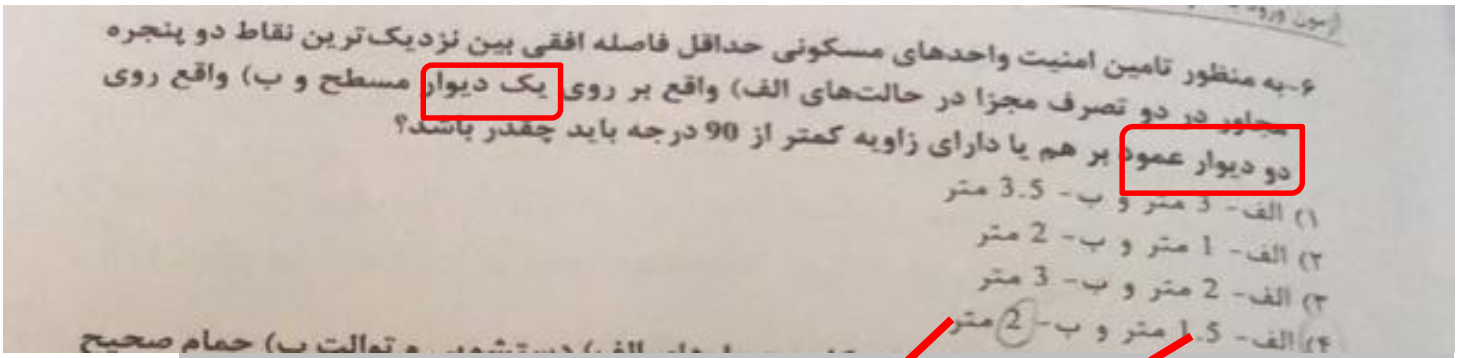 آزمون ورود
۶-به منظور تامین امنیت واحدهای مسکونی حداقل فاصله افقی بین نزدیک‌ترین نقاط دو پنجره
مجاور در دو تصرف مجزا در حالت‌های الف) واقع بر روی یک دیوار مسطح و ب) واقع روی
دو دیوار عمود بر هم یا دارای زاویه کمتر از 90 درجه باید چقدر باشد؟
۱) الف- 3 متر و ب- 3.5 متر
۲) الف- 1 متر و ب- 2 متر
۳) الف- 2 متر و ب- 3 متر
۴) الف- 1.5 متر و ب- 2 متر
الف) دستشویی و توالت ب) حمام صحیح